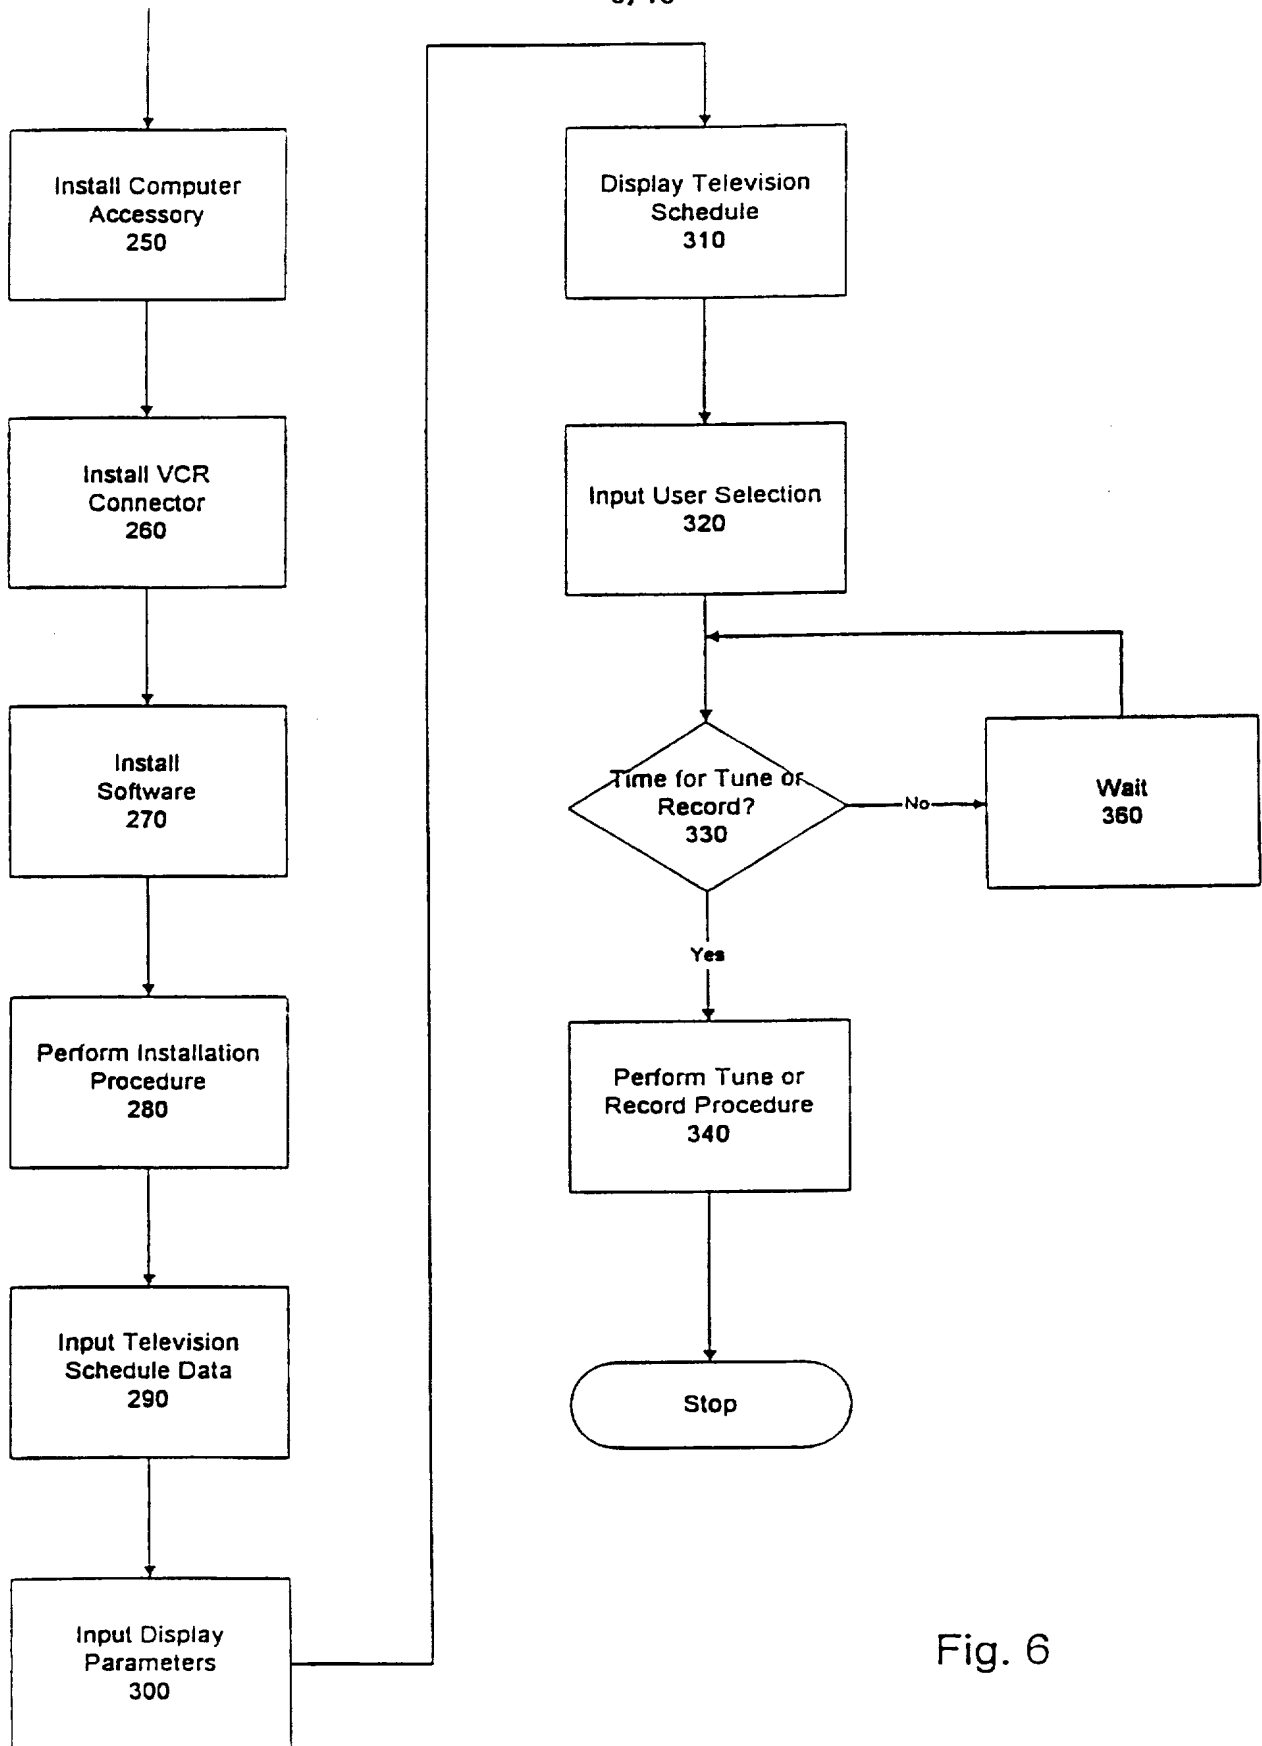 Install Computer
Accessory
250
Install VCR
Connector
260
Install
Software
270
Perform Installation
Procedure
280
Input Television
Schedule Data
290
Input Display
Parameters
300
Display Television
Schedule
310
Input User Selection
320
Time for Tune or
Record?
330
No
Wait
360
Yes
Perform Tune or
Record Procedure
340
Stop
Fig. 6